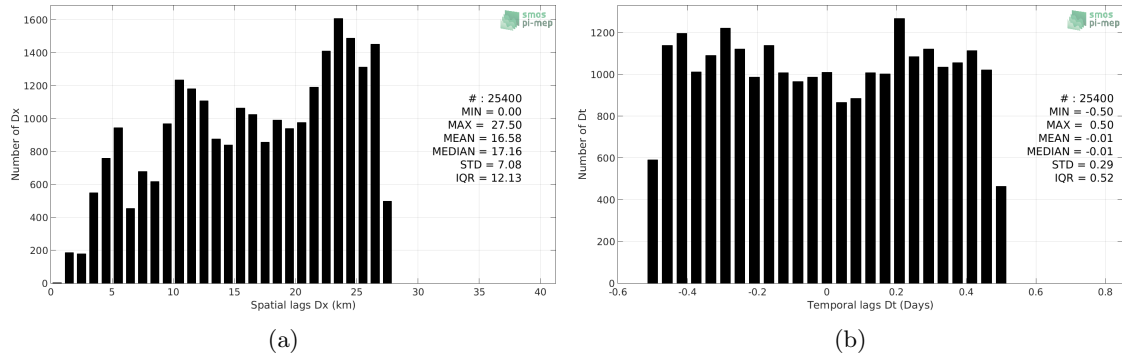 1600
1400
1200
1000
800
600
400
200
0
Number of Dx
0 5 10 15 20 25 30 35 40
Spatial lags Dx (km)
smos
pi-mep
# : 25400
MIN = 0.00
MAX = 27.50
MEAN = 16.58
MEDIAN = 17.16
STD = 7.08
IQR = 12.13
(a)
1200
1000
800
600
400
200
0
Number of Dt
-0.6 -0.4 -0.2 0 0.2 0.4 0.6 0.8
Temporal lags Dt (Days)
smos
pi-mep
# : 25400
MIN = -0.50
MAX = 0.50
MEAN = -0.01
MEDIAN = -0.01
STD = 0.29
IQR = 0.52
(b)